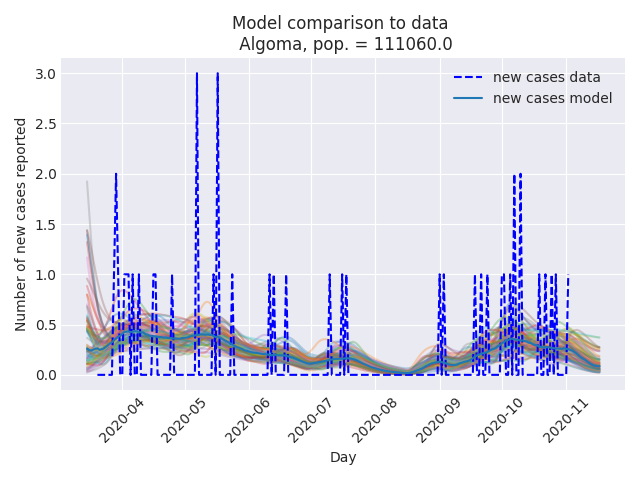 Model comparison to data
Algoma, pop. = 111060.0
new cases data
new cases model
Number of new cases reported
3.0
2.5
2.0
1.5
1.0
0.5
0.0
2020-04
2020-05
2020-06
2020-07
2020-08
2020-09
2020-10
2020-11
Day